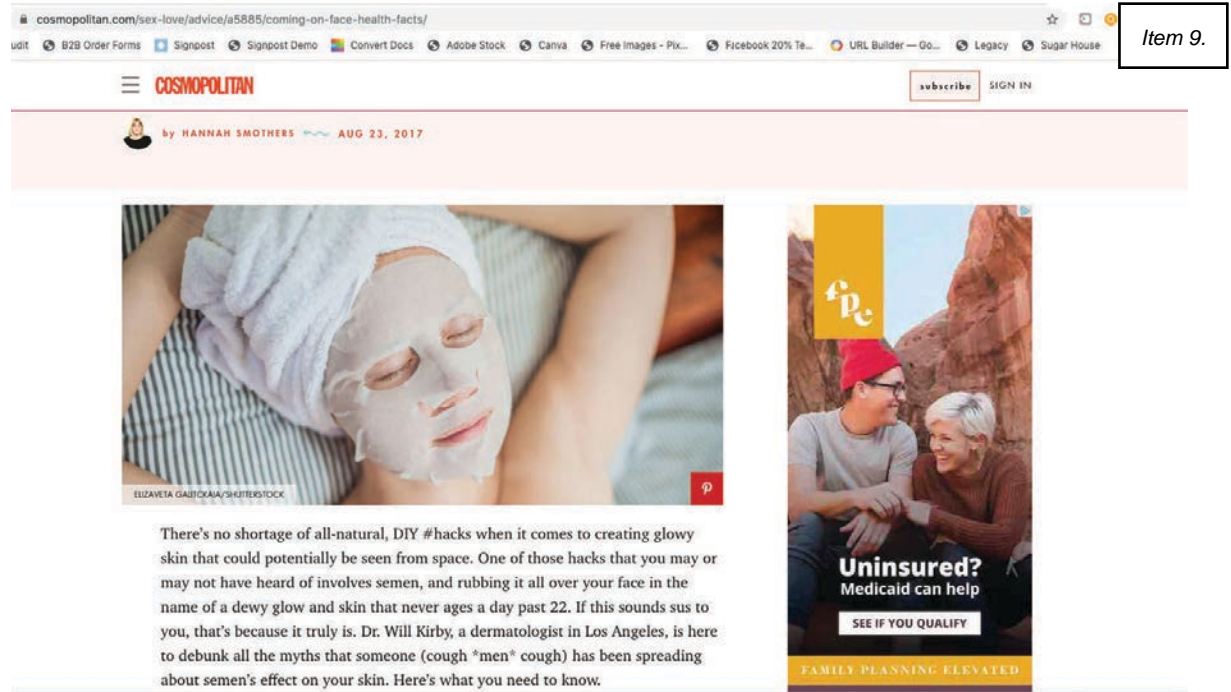 cosmopolitan.com/sex-love/advice/a5885/coming-on-face-health-facts/
Item 9.
udit B2B Order Forms Signpost Signpost Demo Convert Docs Adobe Stock Canva Free Images - Pix... Facebook 20% Te... URL Builder — Go... Legacy Sugar House
COSMOPOLITAN
subscribe SIGN IN
by HANNAH SMOTHERS AUG 23, 2017
fpe
ELIZAVETA GALITCKAIA/SHUTTERSTOCK
There's no shortage of all-natural, DIY #hacks when it comes to creating glowy
skin that could potentially be seen from space. One of those hacks that you may or
may not have heard of involves semen, and rubbing it all over your face in the
name of a dewy glow and skin that never ages a day past 22. If this sounds sus to
you, that's because it truly is. Dr. Will Kirby, a dermatologist in Los Angeles, is here
to debunk all the myths that someone (cough *men* cough) has been spreading
about semen's effect on your skin. Here's what you need to know.
Uninsured?
Medicaid can help
SEE IF YOU QUALIFY
FAMILY PLANNING ELEVATED